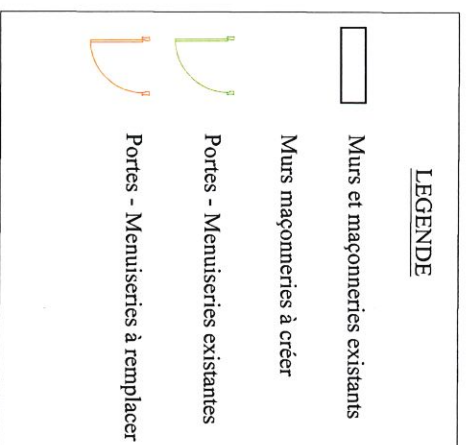 LEGENDE
Murs et maçonneries existants
Murs maçonneries à créer
Portes - Menuiseries existantes
Portes - Menuiseries à remplacer